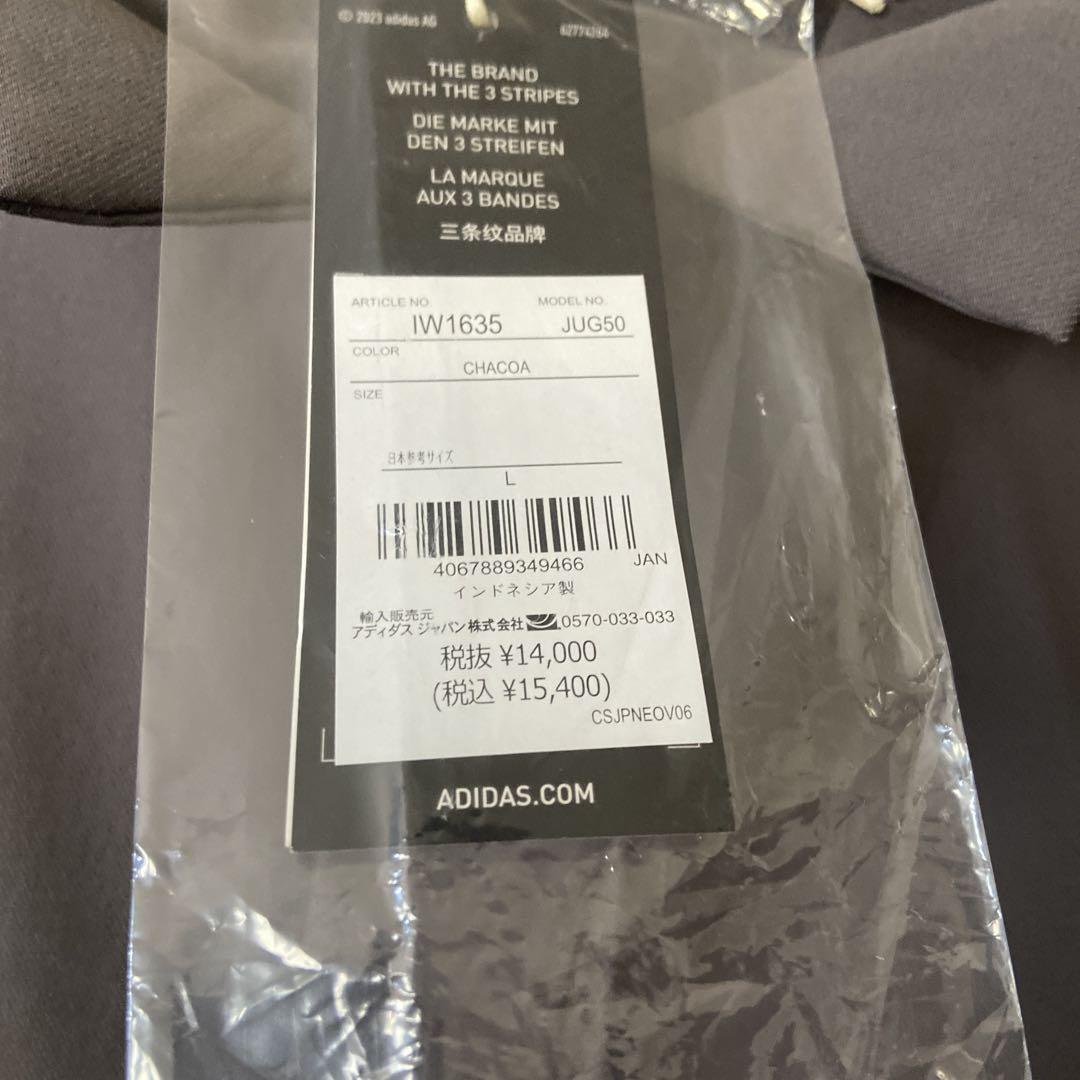 © 2023 adidas AG 62774284
THE BRAND
WITH THE 3 STRIPES
DIE MARKE MIT
DEN 3 STREIFEN
LA MARQUE
AUX 3 BANDES
三条纹品牌
ARTICLE NO. MODEL NO.
IW1635 JUG50
COLOR
CHACOA
SIZE
日本参考サイズ
L
4067889349466 JAN
インドネシア製
輸入販売元
アディダス ジャパン株式会社 0570-033-033
税抜 ¥14,000
(税込 ¥15,400)
CSJPNEOV06
ADIDAS.COM